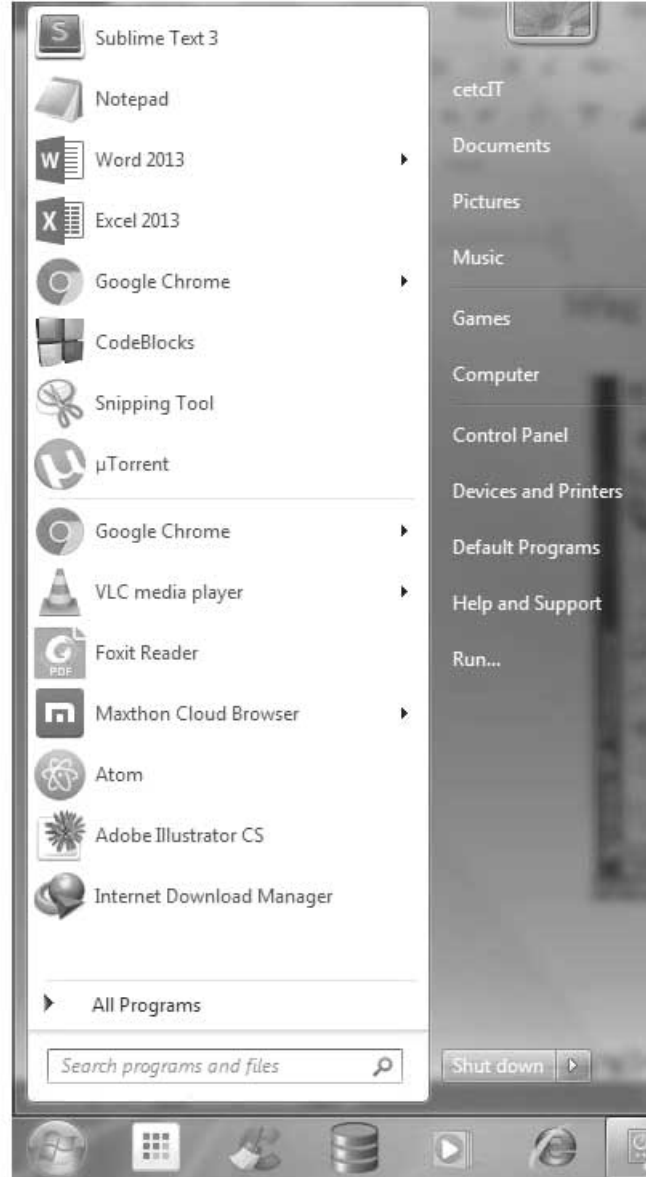 Sublime Text 3
Notepad
Word 2013
Excel 2013
Google Chrome
CodeBlocks
Snipping Tool
µTorrent
Google Chrome
VLC media player
Foxit Reader
Maxthon Cloud Browser
Atom
Adobe Illustrator CS
Internet Download Manager
All Programs
Search programs and files
cetcIT
Documents
Pictures
Music
Games
Computer
Control Panel
Devices and Printers
Default Programs
Help and Support
Run...
Shut down